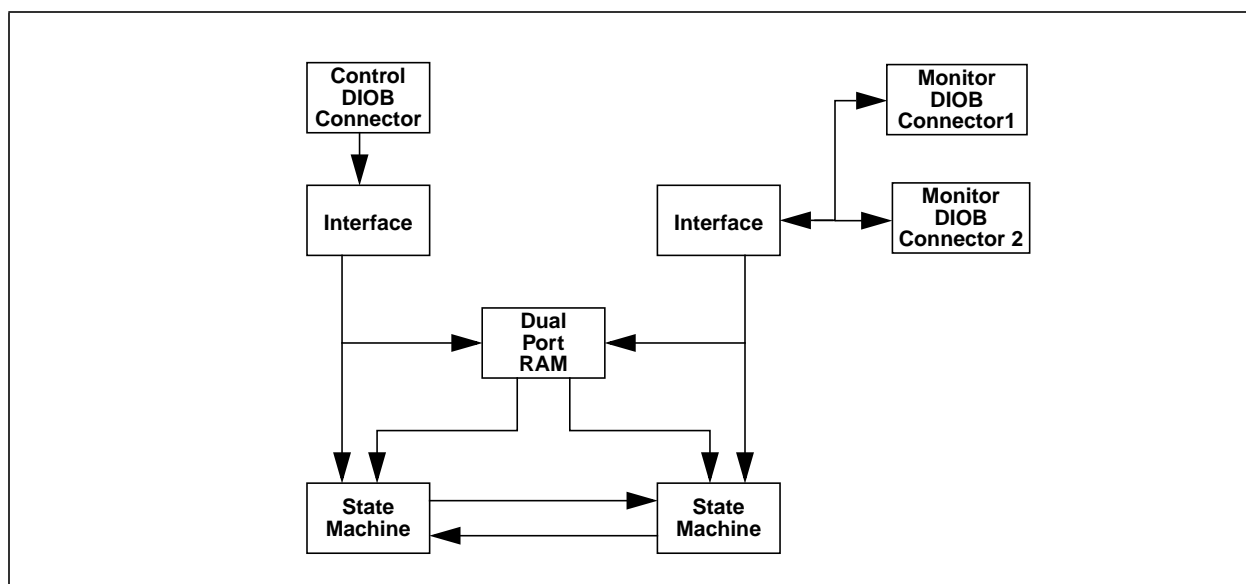 Control
DIOB
Connector
Monitor
DIOB
Connector1
Interface
Interface
Monitor
DIOB
Connector 2
Dual
Port
RAM
State
Machine
State
Machine